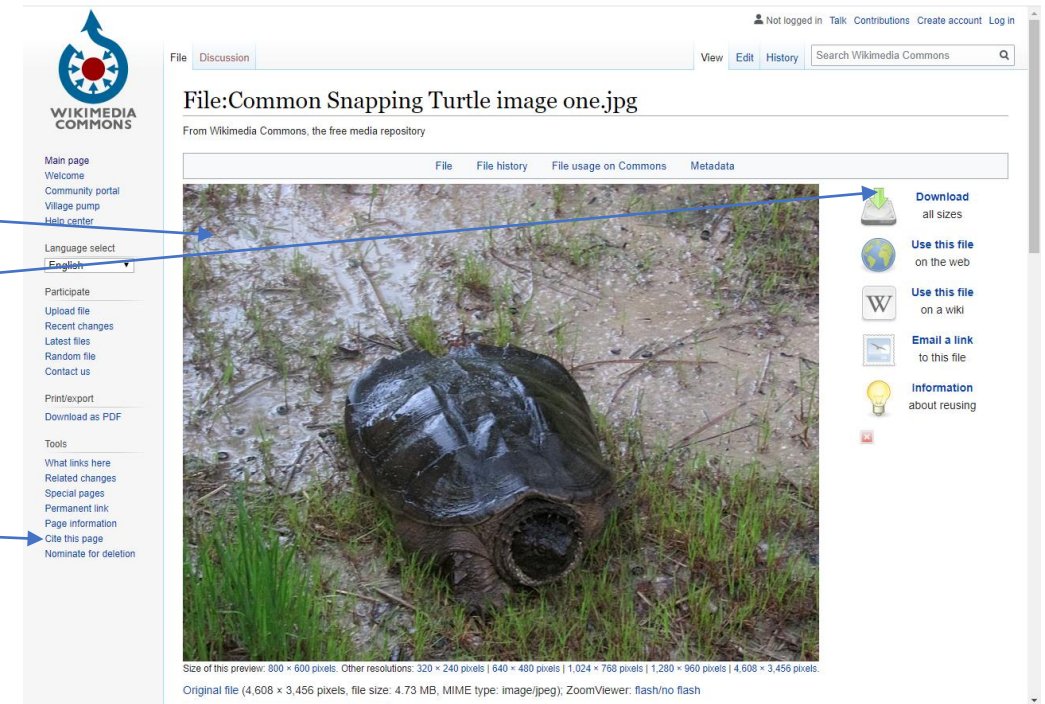 Not logged in Talk Contributions Create account Log in
File Discussion View Edit History Search Wikimedia Commons
WIKIMEDIA
COMMONS
File:Common Snapping Turtle image one.jpg
From Wikimedia Commons, the free media repository
Main page
Welcome
Community portal
Village pump
Help center
Language select
English
Participate
Upload file
Recent changes
Latest files
Random file
Contact us
Print/export
Download as PDF
Tools
What links here
Related changes
Special pages
Permanent link
Page information
Cite this page
Nominate for deletion
File File history File usage on Commons Metadata
Download
all sizes
Use this file
on the web
W
Use this file
on a wiki
Email a link
to this file
Information
about reusing
Size of this preview: 800 × 600 pixels. Other resolutions: 320 × 240 pixels | 640 × 480 pixels | 1,024 × 768 pixels | 1,280 × 960 pixels | 4,608 × 3,456 pixels.
Original file (4,608 × 3,456 pixels, file size: 4.73 MB, MIME type: image/jpeg); ZoomViewer: flash/no flash